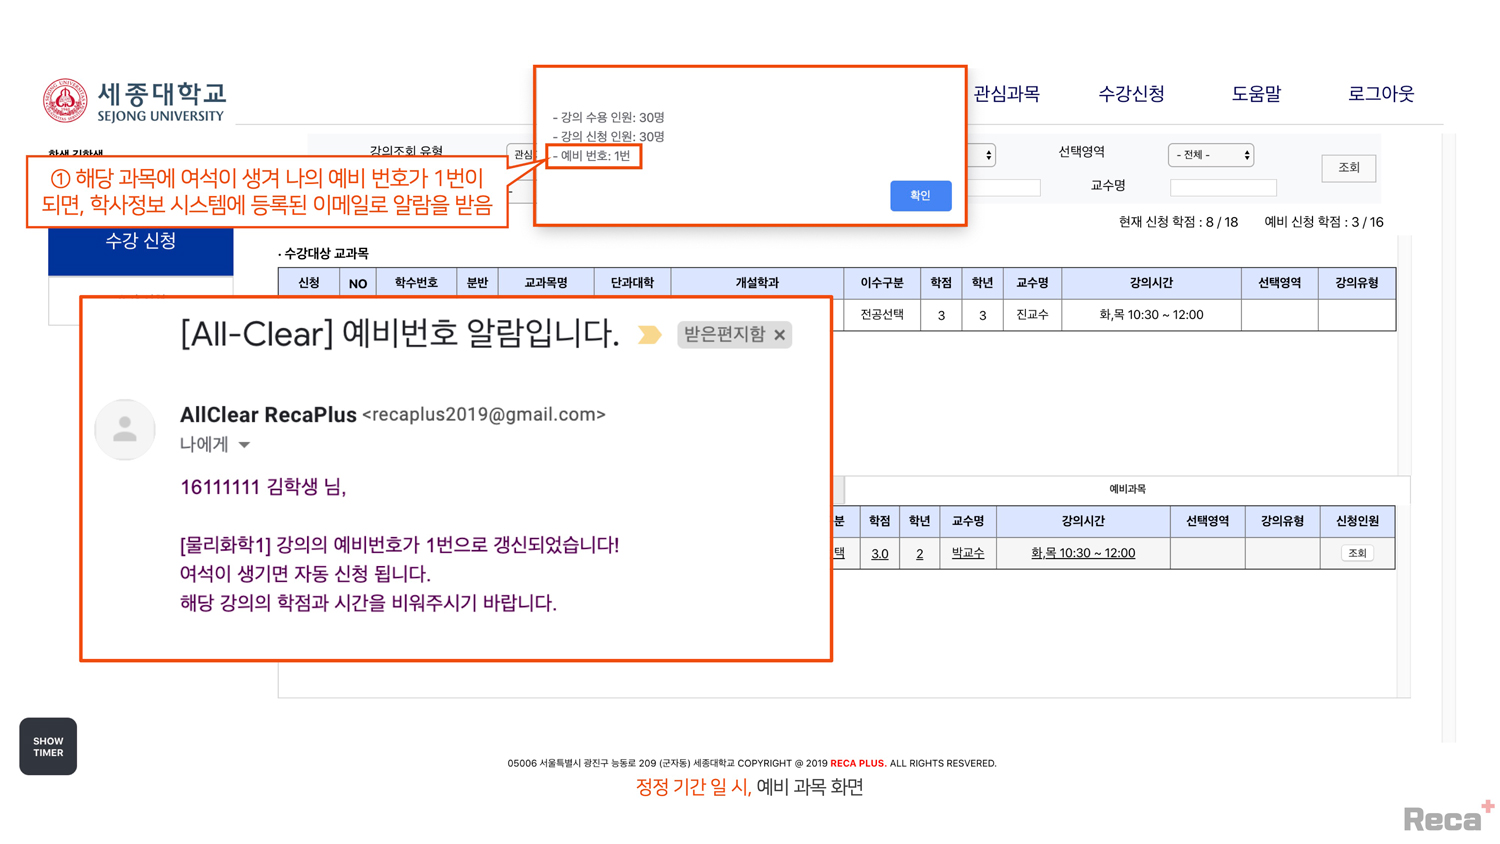 세종대학교
SEJONG UNIVERSITY
관심과목
수강신청
도움말
로그아웃
- 강의 수용 인원: 30명
- 강의 신청 인원: 30명
- 예비 번호: 1번
확인
학생 김학생
강의조회 유형
관심
선택영역
- 전체 -
조회
교수명
① 해당 과목에 여석이 생겨 나의 예비 번호가 1번이
되면, 학사정보 시스템에 등록된 이메일로 알람을 받음
현재 신청 학점 : 8 / 18
예비 신청 학점 : 3 / 16
수강 신청
· 수강대상 교과목
신청 NO 학수번호 분반 교과목명 단과대학 개설학과 이수구분 학점 학년 교수명 강의시간 선택영역 강의유형
전공선택 3 3 진교수 화,목 10:30 ~ 12:00
[All-Clear] 예비번호 알람입니다. 받은편지함 ×
AllClear RecaPlus <recaplus2019@gmail.com>
나에게
16111111 김학생 님,
[물리화학1] 강의의 예비번호가 1번으로 갱신되었습니다!
여석이 생기면 자동 신청 됩니다.
해당 강의의 학점과 시간을 비워주시기 바랍니다.
예비과목
분 학점 학년 교수명 강의시간 선택영역 강의유형 신청인원
택 3.0 2 박교수 화,목 10:30 ~ 12:00 조회
SHOW
TIMER
05006 서울특별시 광진구 능동로 209 (군자동) 세종대학교 COPYRIGHT @ 2019 RECA PLUS. ALL RIGHTS RESVERED.
정정 기간 일 시, 예비 과목 화면
Reca+